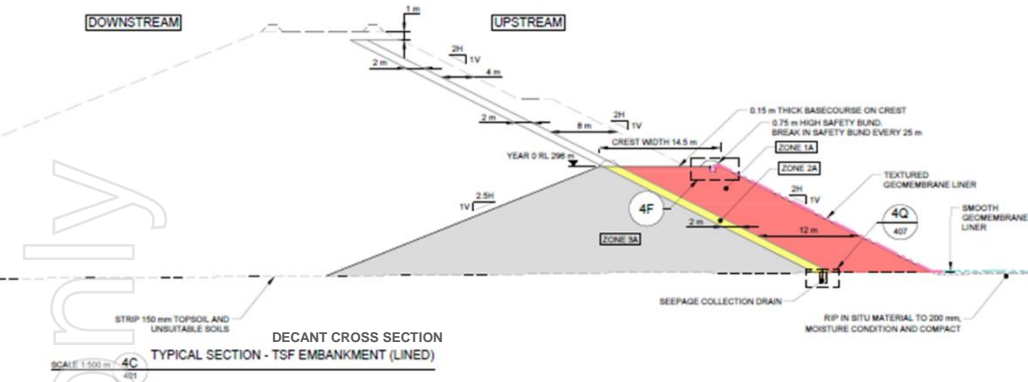 DOWNSTREAM
UPSTREAM
1 m
2H
1V
2 m
4 m
2H
1V
2 m
8 m
0.15 m THICK BASECOURSE ON CREST
0.75 m HIGH SAFETY BUND.
BREAK IN SAFETY BUND EVERY 25 m
CREST WIDTH 14.5 m
ZONE 1A
YEAR 0 RL 296 m
ZONE 2A
TEXTURED
GEOMEMBRANE LINER
2.5H
1V
2H
1V
4F
4Q
407
SMOOTH
GEOMEMBRANE
LINER
2 m
12 m
ZONE 3A
SEEPAGE COLLECTION DRAIN
STRIP 150 mm TOPSOIL AND
UNSUITABLE SOILS
RIP IN SITU MATERIAL TO 200 mm,
MOISTURE CONDITION AND COMPACT
DECANT CROSS SECTION
TYPICAL SECTION - TSF EMBANKMENT (LINED)
SCALE 1:500 m
4C
401
only